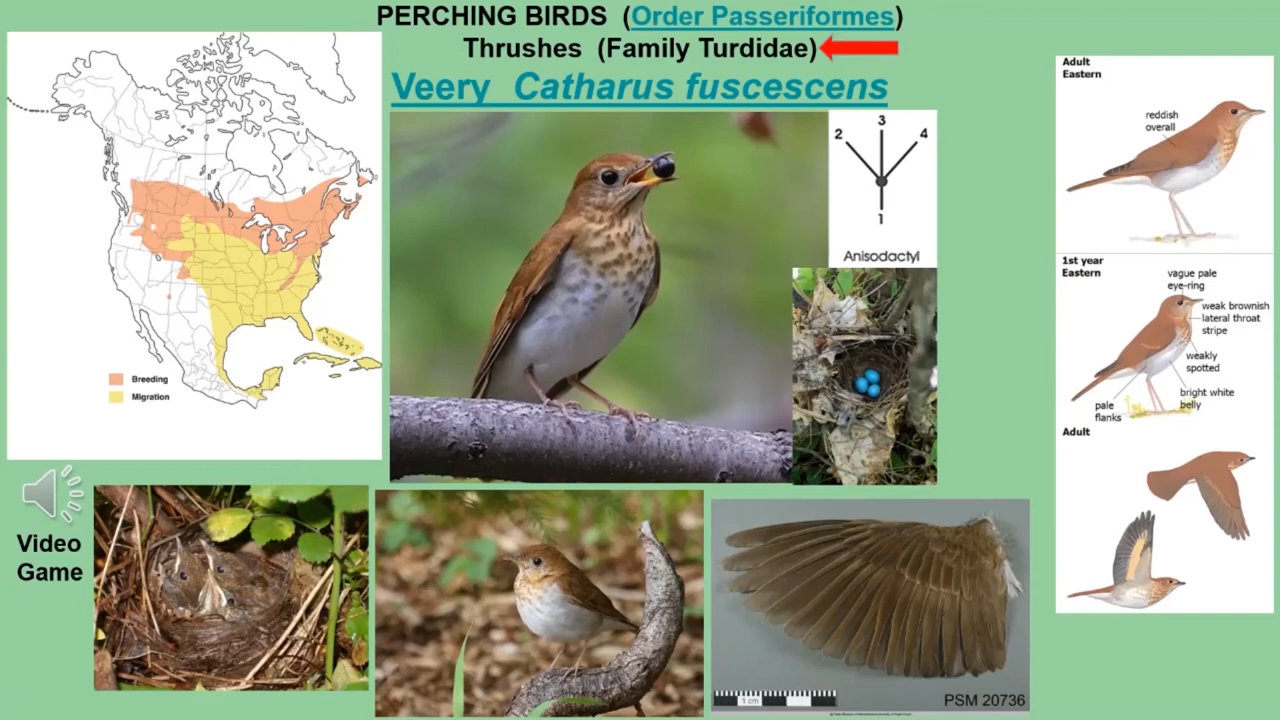 PERCHING BIRDS (Order Passeriformes)
Thrushes (Family Turdidae)
Veery Catharus fuscescens
Breeding
Migration
2
3
4
1
Anisodactyl
Adult
Eastern
reddish
overall
1st year
Eastern
vague pale
eye-ring
weak brownish
lateral throat
stripe
weakly
spotted
bright white
belly
pale
flanks
Adult
Video
Game
1 cm
PSM 20736